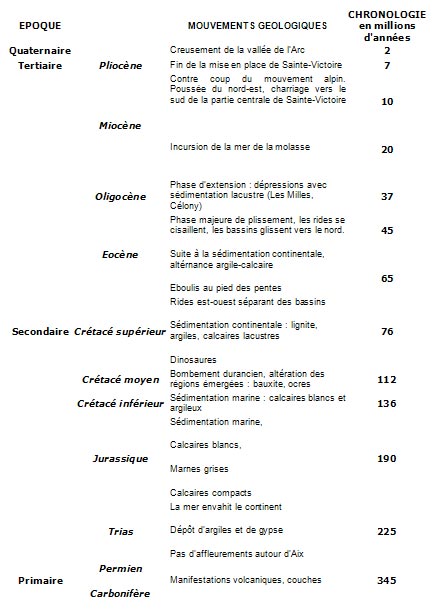 EPOQUE MOUVEMENTS GEOLOGIQUES CHRONOLOGIE
en millions
d'années
Quaternaire Creusement de la vallée de l'Arc 2
Tertiaire Pliocène Fin de la mise en place de Sainte-Victoire 7
Contre coup du mouvement alpin.
Poussée du nord-est, charriage vers le
sud de la partie centrale de Sainte-Victoire 10
Miocène
Incursion de la mer de la molasse 20
Phase d'extension : dépressions avec
Oligocène sédimentation lacustre (Les Milles, 37
Célony)
Phase majeure de plissement, les rides se
cisaillent, les bassins glissent vers le nord. 45
Eocène Suite à la sédimentation continentale,
alternance argile-calcaire
65
Eboulis au pied des pentes
Rides est-ouest séparant des bassins
Secondaire Crétacé supérieur Sédimentation continentale : lignite,
argiles, calcaires lacustres 76
Dinosaures
Crétacé moyen Bombement durancien, altération des
régions émergées : bauxite, ocres 112
Crétacé inférieur Sédimentation marine : calcaires blancs et
argileux 136
Sédimentation marine,
Calcaires blancs,
Jurassique 190
Marnes grises
Calcaires compacts
La mer envahit le continent
Trias Dépôt d'argiles et de gypse 225
Pas d'affleurements autour d'Aix
Permien
Primaire Manifestations volcaniques, couches 345
Carbonifère